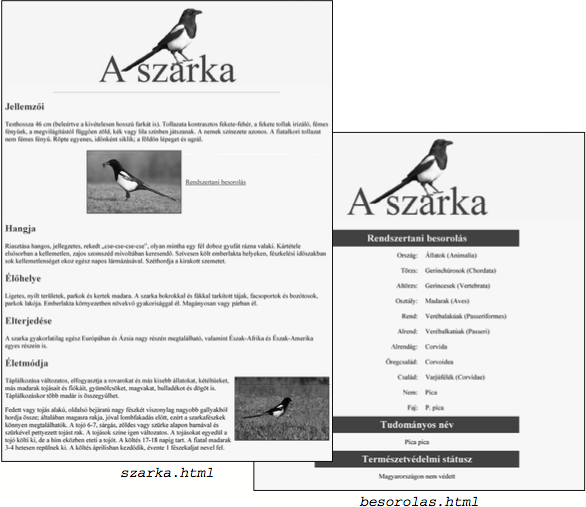 A szarka
Jellemzői
Testhossza 46 cm (beleértve a kivételesen hosszú farkát is). Tollazata kontrasztos fekete-fehér, a fekete tollak irizáló, fémes
fényűek, a megvilágítástól függően zöld, kék vagy lila színben játszanak. A nemek színezete azonos. A fiatalkori tollazat
nem fémes fényű. Röpte egyenes, időnként siklik; a földön lépeget és ugrál.
Rendszertani besorolás
Hangja
Riasztása hangos, jellegzetes, rekedt „cse-cse-cse-cse”, olyan mintha egy fél doboz gyufát rázna valaki. Kártétele
elsősorban a kellemetlen, zajos szomszéd mivoltában keresendő. Szívesen költ emberlakta helyeken, fészkelési időszakban
sok kellemetlenséget okoz egész napos lármázásával. Széthordja a kirakott szemetet.
Élőhelye
Ligetes, nyílt területek, parkok és kertek madara. A szarka bokrokkal és fákkal tarkított tájak, facsoportok és bozótosok,
parkok lakója. Emberlakta környezetben növekvő gyakorisággal él. Magányosan vagy párban él.
Elterjedése
A szarka gyakorlatilag egész Európában és Ázsia nagy részén megtalálható, valamint Észak-Afrika és Észak-Amerika
egyes részein is.
Életmódja
Táplálkozása változatos, elfogyasztja a rovarokat és más kisebb állatokat, kétéltűeket,
más madarak tojásait és fiókáit, gyümölcsöket, magvakat, hulladékot és dögöt is.
Táplálkozáskor több madár is összegyűlhet.
Fedett vagy tojás alakú, oldalsó bejáratú nagy fészkét viszonylag nagyobb gallyakból
hordja össze; általában magasra rakja, jóval lombfakadás előtt, ezért a szarkafészkek
könnyen megtalálhatók. A tojó 6-7, sárgás, zöldes vagy szürke alapon barnával és
szürkével pettyezett tojást rak. A tojások színe igen változatos. A tojásokat egyedül a
tojó költi ki, de a hím eközben eteti a tojót. A költés 17-18 napig tart. A fiatal madarak
3-4 hetesen repülnek ki. A költés áprilisban kezdődik, évente 1 fészekaljat nevel fel.
szarka.html
A szarka
Rendszertani besorolás
Ország: Állatok (Animalia)
Törzs: Gerinchúrosok (Chordata)
Altörzs: Gerincesek (Vertebrata)
Osztály: Madarak (Aves)
Rend: Verébalakúak (Passeriformes)
Alrend: Verébalkatúak (Passeri)
Alrendág: Corvida
Öregcsalád: Corvoidea
Család: Varjúfélék (Corvidae)
Nem: Pica
Faj: P. pica
Tudományos név
Pica pica
Természetvédelmi státusz
Magyarországon nem védett
besorolas.html